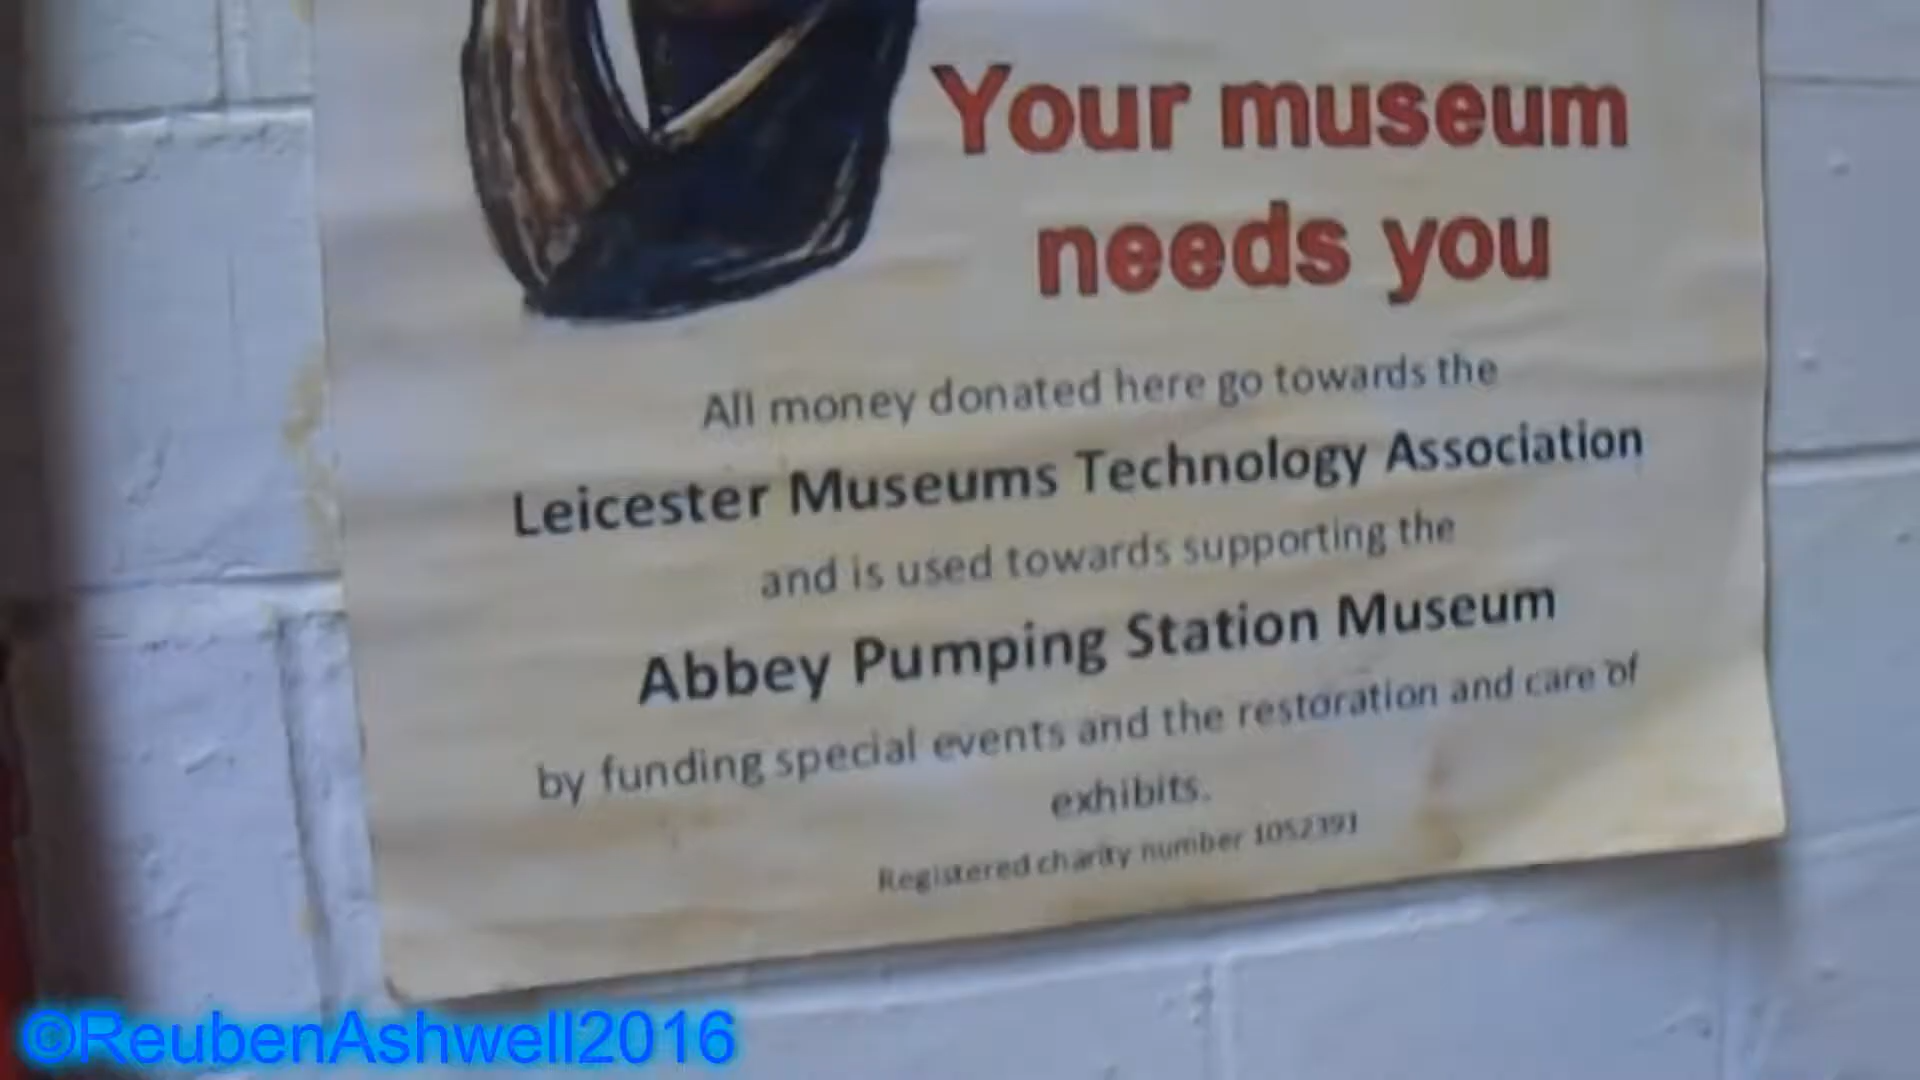 Your museum
needs you
All money donated here go towards the
Leicester Museums Technology Association
and is used towards supporting the
Abbey Pumping Station Museum
by funding special events and the restoration and care of
exhibits.
Registered charity number 1052391
©ReubenAshwell2016